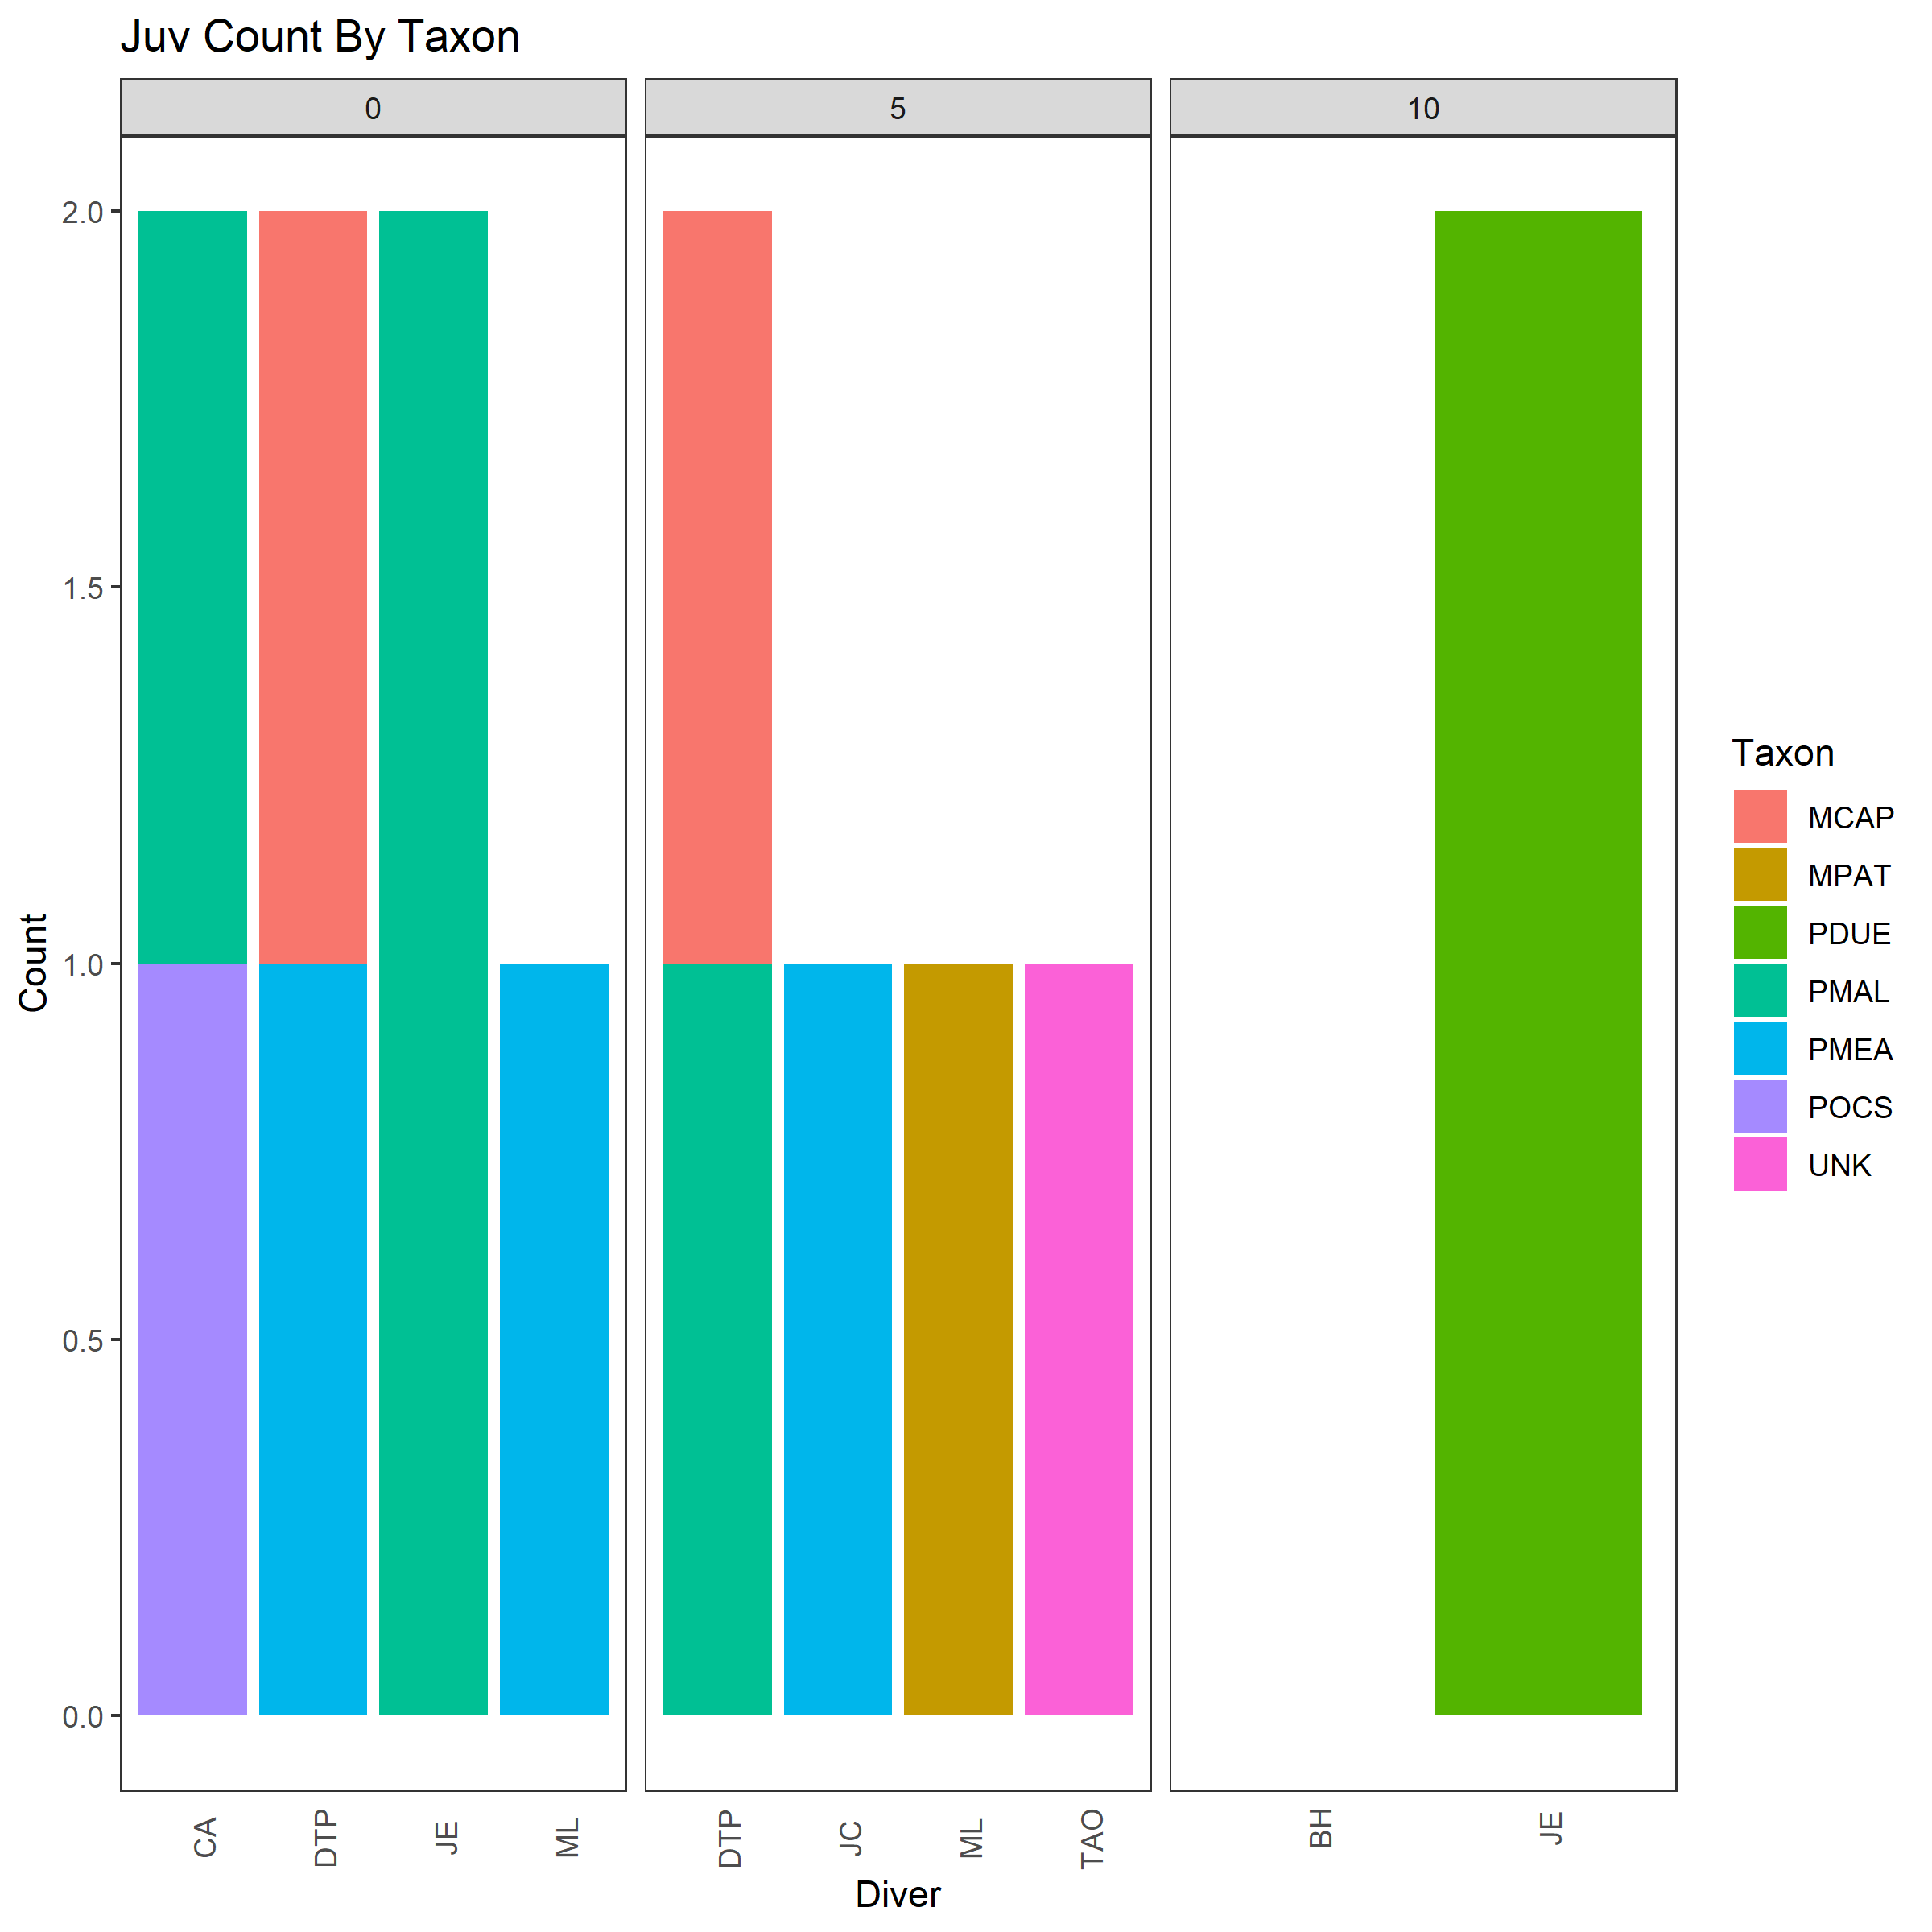 Juv Count By Taxon
0 5 10
2.0
1.5
1.0
0.5
0.0
Count
CA DTP JE ML DTP JC ML TAO BH JE
Diver
Taxon
MCAP
MPAT
PDUE
PMAL
PMEA
POCS
UNK